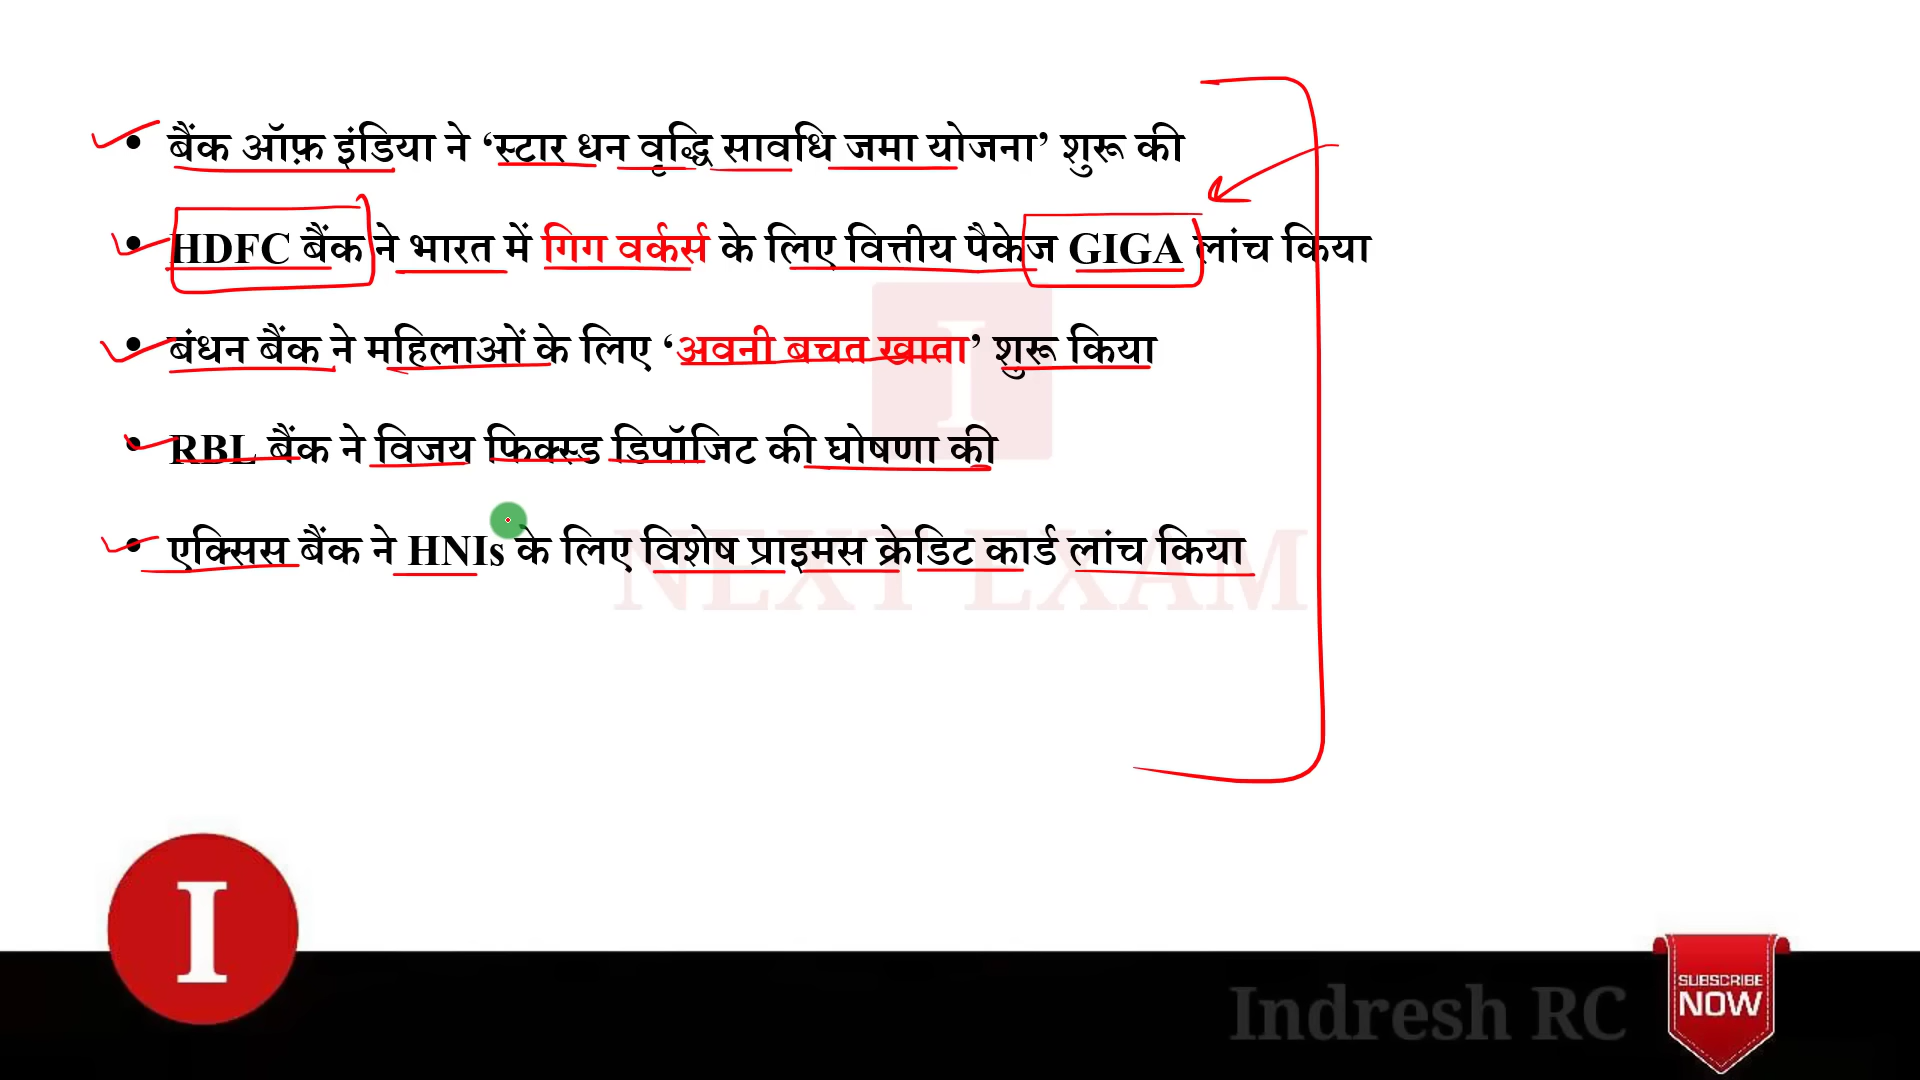 • बैंक ऑफ़ इंडिया ने ‘स्टार धन वृद्धि सावधि जमा योजना’ शुरू की
• HDFC बैंक ने भारत में गिग वर्कर्स के लिए वित्तीय पैकेज GIGA लांच किया
• बंधन बैंक ने महिलाओं के लिए ‘अवनी बचत खाता’ शुरू किया
• RBL बैंक ने विजय फिक्स्ड डिपॉजिट की घोषणा की
• एक्सिस बैंक ने HNIs के लिए विशेष प्राइमस क्रेडिट कार्ड लांच किया
I
NEXT EXAM
I
Indresh RC
SUBSCRIBE
NOW